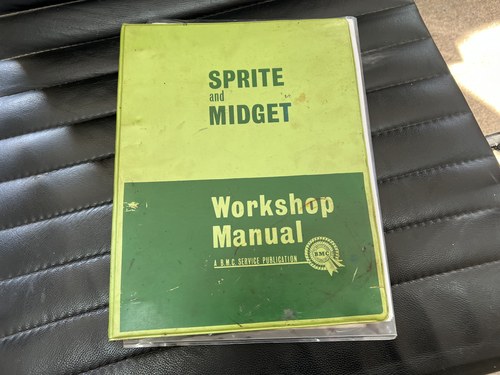 SPRITE
and
MIDGET
Workshop
Manual
A B.M.C. SERVICE PUBLICATION
BMC